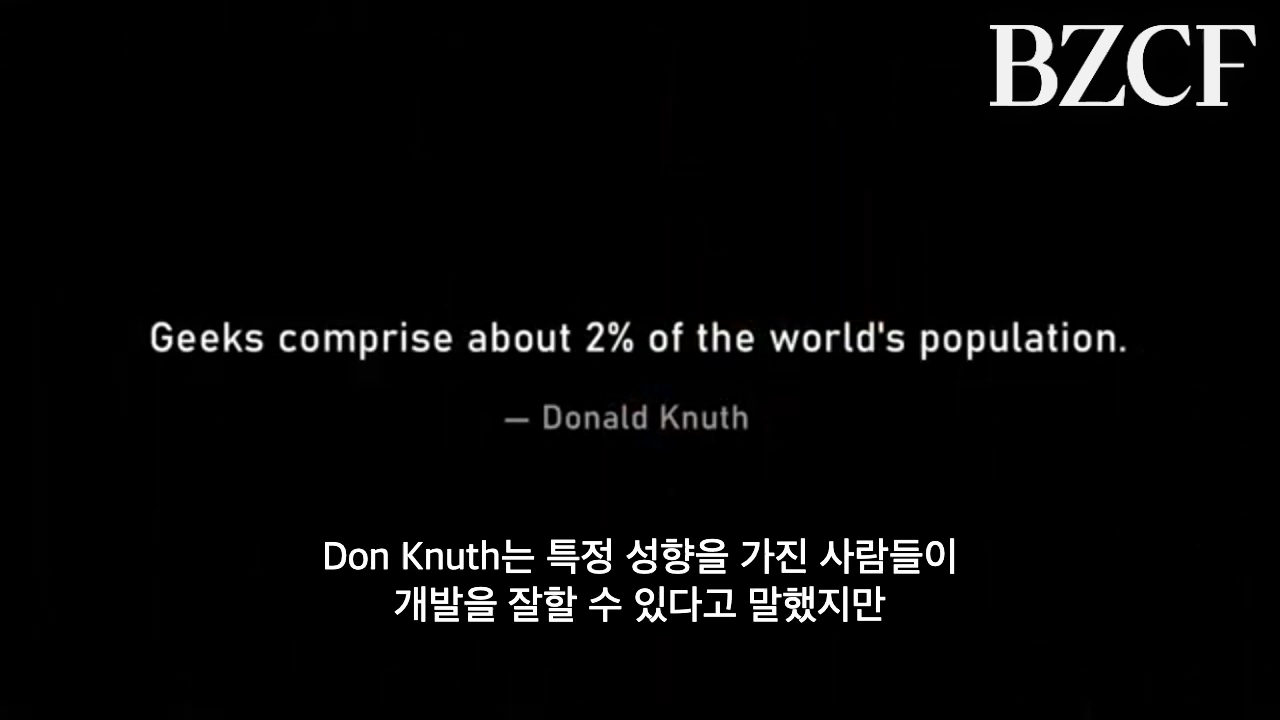 BZCF
Geeks comprise about 2% of the world's population.
— Donald Knuth
Don Knuth는 특정 성향을 가진 사람들이
개발을 잘할 수 있다고 말했지만